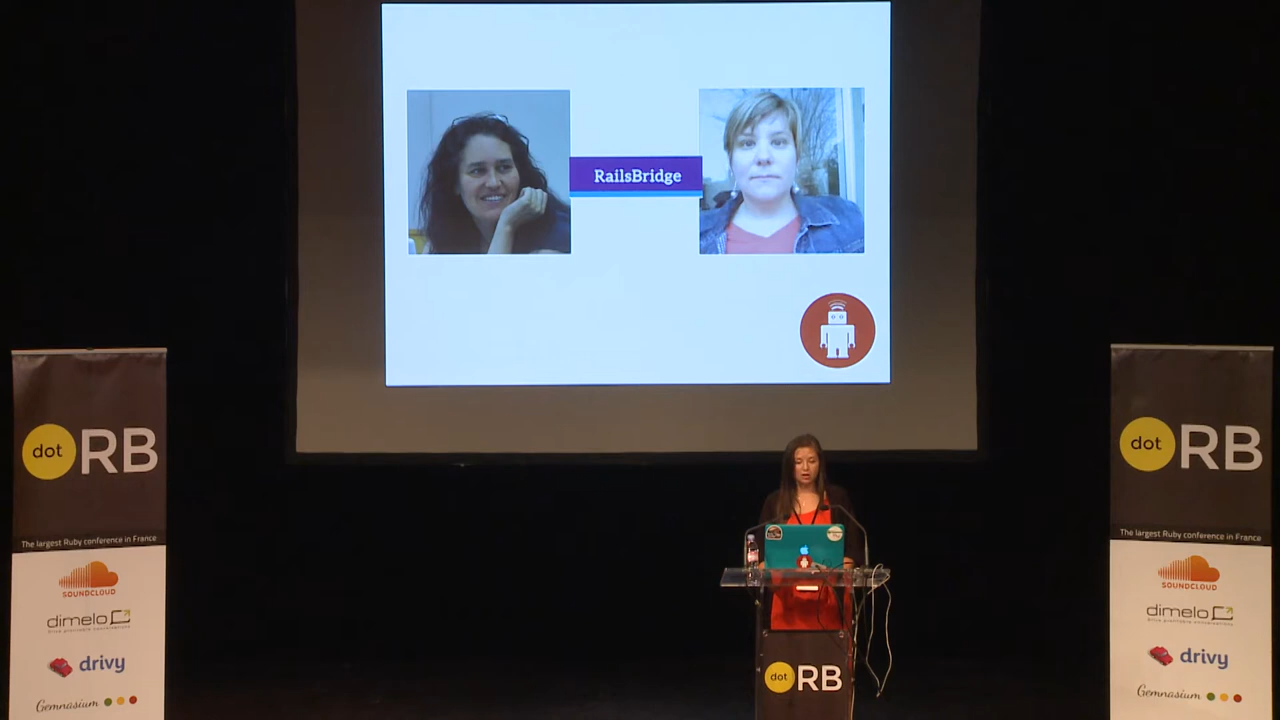 RailsBridge
dot RB
The largest Ruby conference in France
SOUNDCLOUD
dimelo
drivy
Gemnasium
dot RB
The largest Ruby conference in France
SOUNDCLOUD
dimelo
drivy
Gemnasium
dot RB